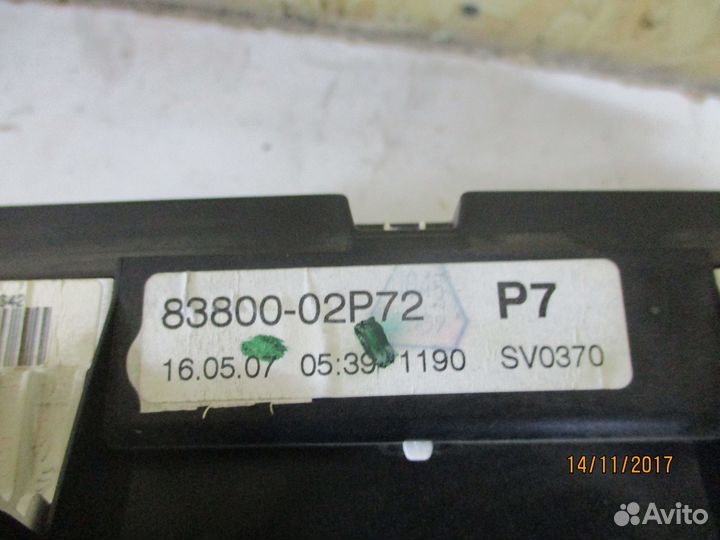 83800-02P72 P7
16.05.07 05:39 1190 SV0370
14/11/2017
Avito